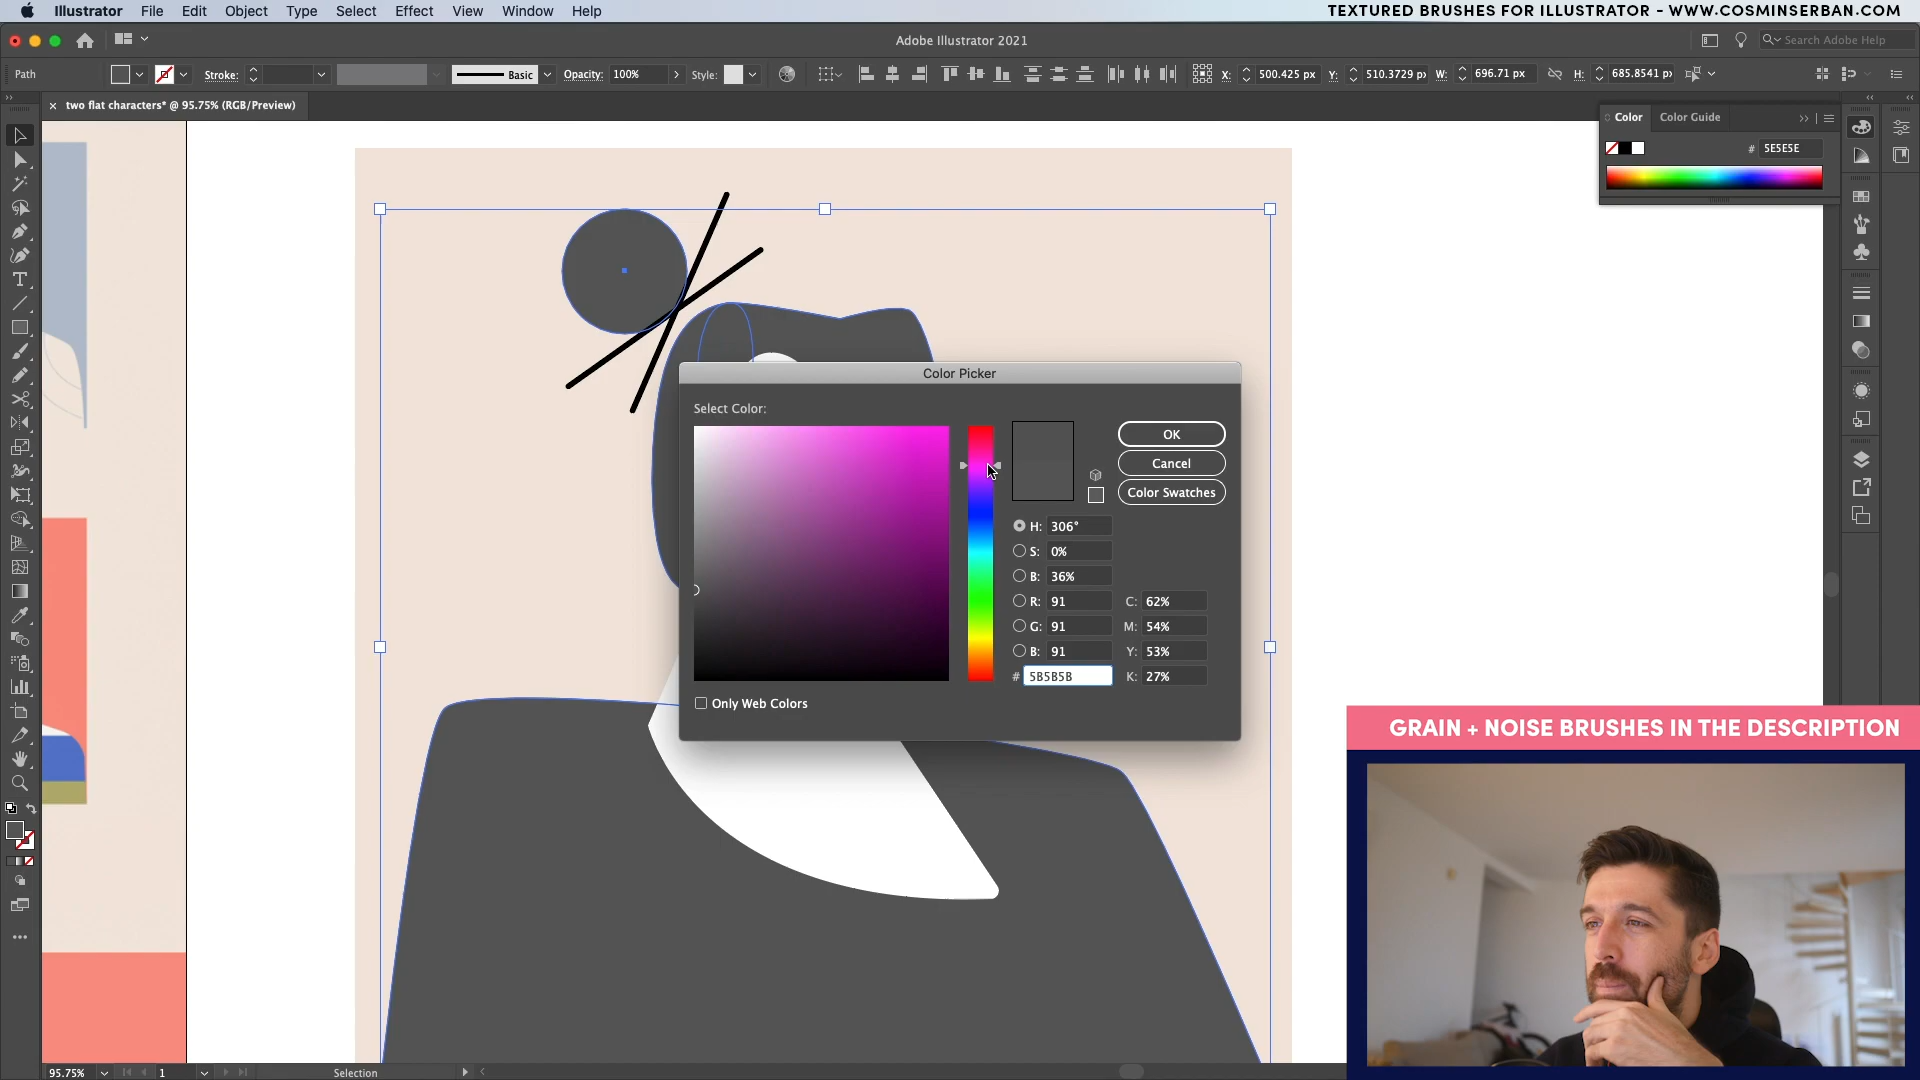 Illustrator File Edit Object Type Select Effect View Window Help
TEXTURED BRUSHES FOR ILLUSTRATOR - WWW.COSMINSERBAN.COM
Adobe Illustrator 2021
Search Adobe Help
Path Stroke: Basic Opacity: 100% Style: X: 500.425 px Y: 510.3729 px W: 696.71 px H: 685.8541 px
two flat characters* @ 95.75% (RGB/Preview)
Color Color Guide
# 5E5E5E
Color Picker
Select Color:
OK
Cancel
Color Swatches
H: 306°
S: 0%
B: 36%
R: 91 C: 62%
G: 91 M: 54%
B: 91 Y: 53%
# 5B5B5B K: 27%
Only Web Colors
GRAIN + NOISE BRUSHES IN THE DESCRIPTION
95.75% 1 Selection